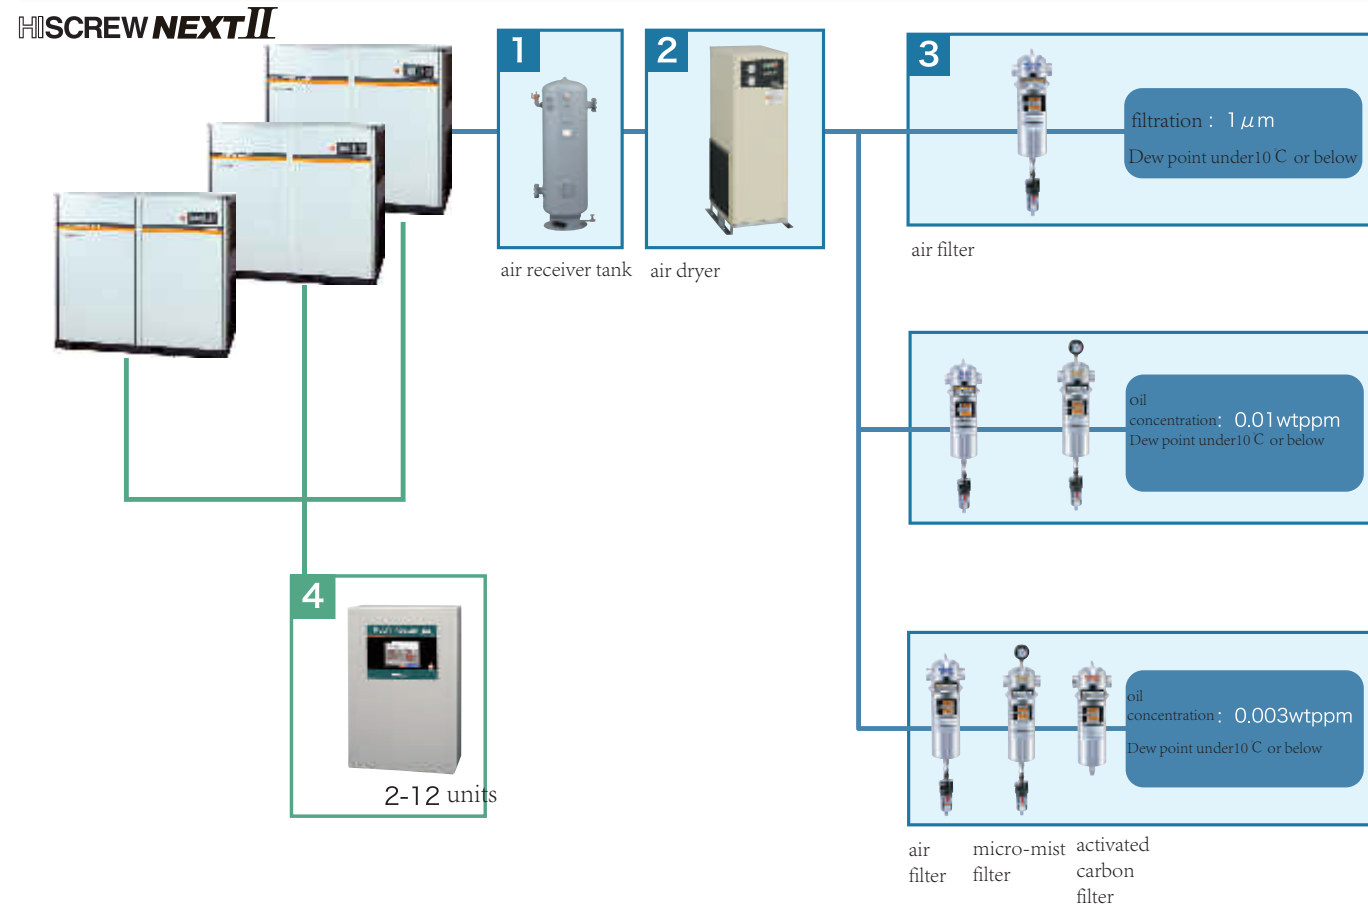 HISCREW NEXTII
1
2
3
filtration : 1μm
Dew point under10℃ or below
air receiver tank
air dryer
air filter
oil
concentration: 0.01wtppm
Dew point under10℃ or below
4
2-12 units
oil
concentration : 0.003wtppm
Dew point under10℃ or below
air
filter
micro-mist
filter
activated
carbon
filter